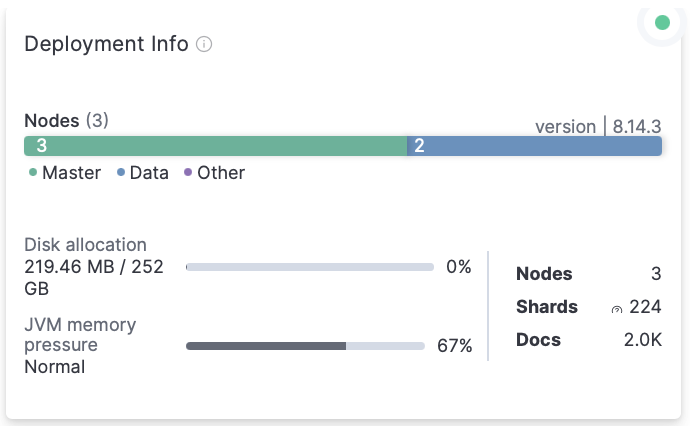 Deployment Info
Nodes (3)
version | 8.14.3
3 2
Master Data Other
Disk allocation
219.46 MB / 252
GB
0%
JVM memory
pressure
Normal
67%
Nodes 3
Shards 224
Docs 2.0K